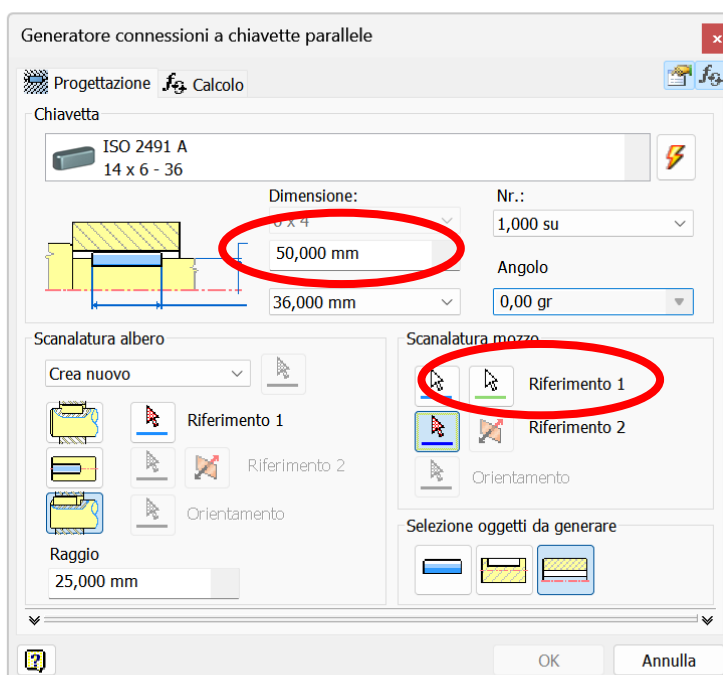 Generatore connessioni a chiavette parallele
Progettazione
Calcolo
Chiavetta
ISO 2491 A
14 x 6 - 36
Dimensione:
Nr.:
6 x 4
1,000 su
50,000 mm
Angolo
36,000 mm
0,00 gr
Scanalatura albero
Crea nuovo
Riferimento 1
Riferimento 2
Orientamento
Raggio
25,000 mm
Scanalatura mozzo
Riferimento 1
Riferimento 2
Orientamento
Selezione oggetti da generare
OK
Annulla